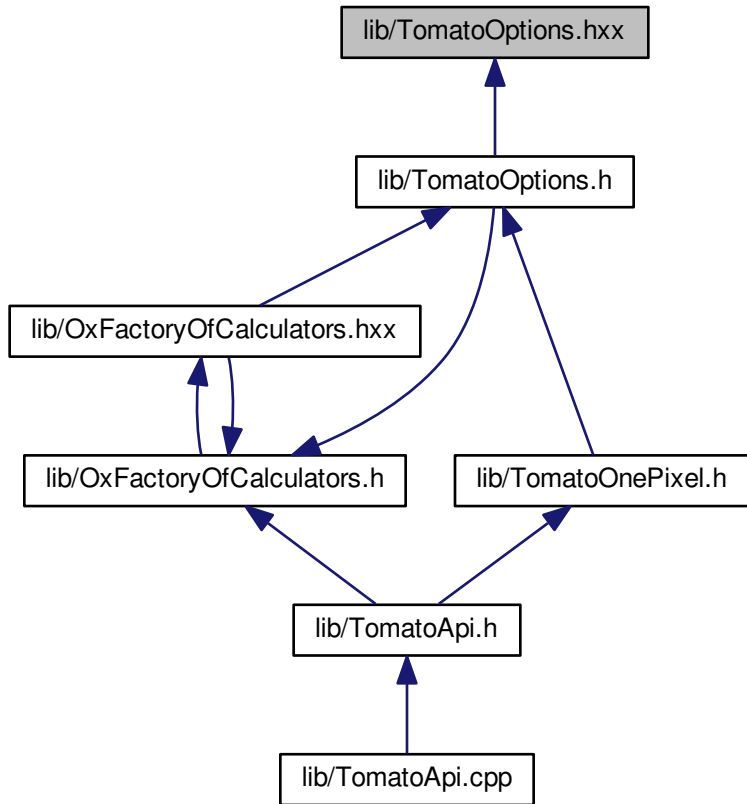 lib/TomatoOptions.hxx
lib/TomatoOptions.h
lib/OxFactoryOfCalculators.hxx
lib/OxFactoryOfCalculators.h
lib/TomatoOnePixel.h
lib/TomatoApi.h
lib/TomatoApi.cpp